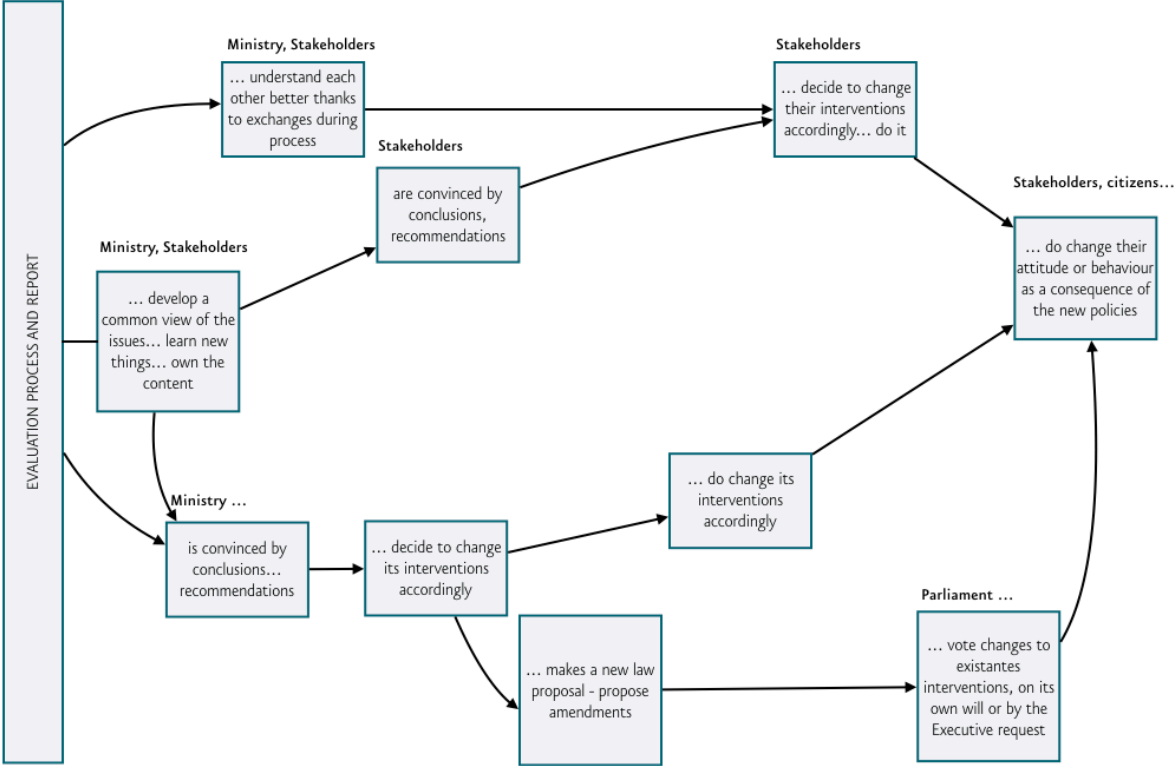 EVALUATION PROCESS AND REPORT
Ministry, Stakeholders
… understand each
other better thanks
to exchanges during
process
Stakeholders
… decide to change
their interventions
accordingly… do it
Stakeholders
are convinced by
conclusions,
recommendations
Stakeholders, citizens…
… do change their
attitude or behaviour
as a consequence of
the new policies
Ministry, Stakeholders
… develop a
common view of the
issues… learn new
things… own the
content
Ministry …
is convinced by
conclusions…
recommendations
… decide to change
its interventions
accordingly
… do change its
interventions
accordingly
… makes a new law
proposal - propose
amendments
Parliament …
… vote changes to
existantes
interventions, on its
own will or by the
Executive request